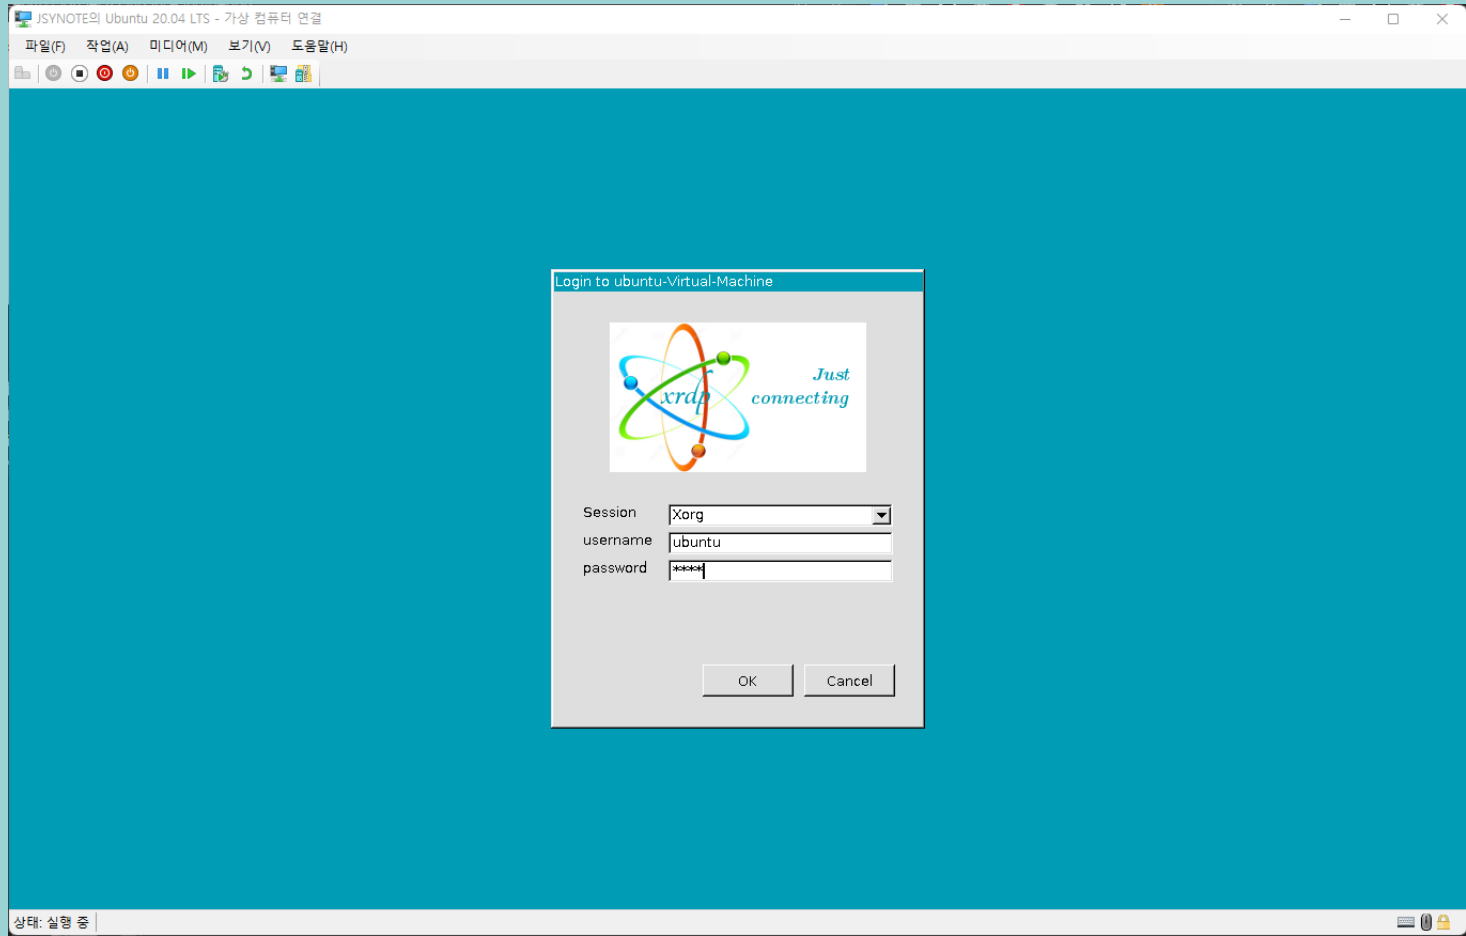 JSYNOTE의 Ubuntu 20.04 LTS - 가상 컴퓨터 연결
파일(F) 작업(A) 미디어(M) 보기(V) 도움말(H)
Login to ubuntu-Virtual-Machine
xrdp
Just
connecting
Session Xorg
username ubuntu
password ****
OK Cancel
상태: 실행 중